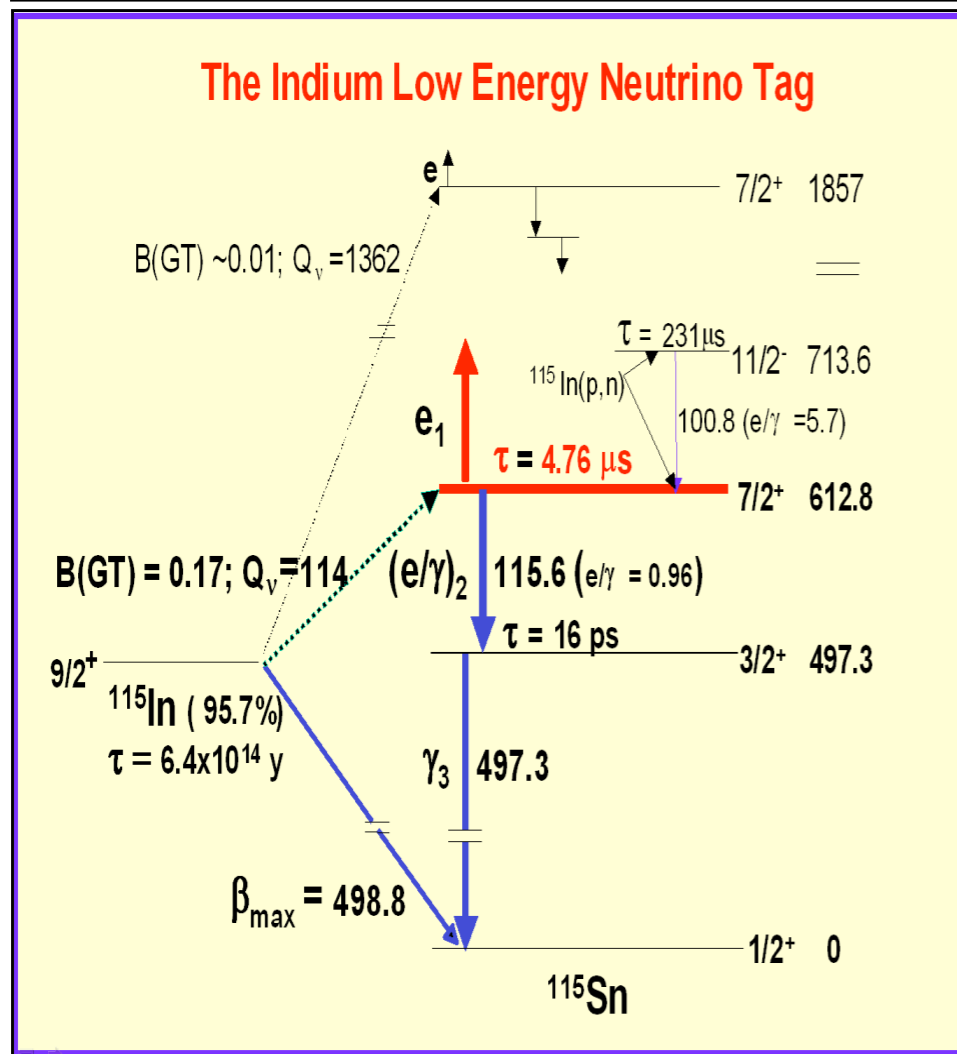 The Indium Low Energy Neutrino Tag
e
7/2⁺ 1857
B(GT) ~0.01; Qᵥ =1362
τ = 231μs
11/2⁻ 713.6
¹¹⁵In(p,n)
100.8 (e/γ =5.7)
e₁
τ = 4.76 μs
7/2⁺ 612.8
B(GT) = 0.17; Qᵥ=114
(e/γ)₂ 115.6 (e/γ = 0.96)
τ = 16 ps
3/2⁺ 497.3
9/2⁺
¹¹⁵In ( 95.7%)
τ = 6.4x10¹⁴ y
γ₃ 497.3
βmax = 498.8
1/2⁺ 0
¹¹⁵Sn